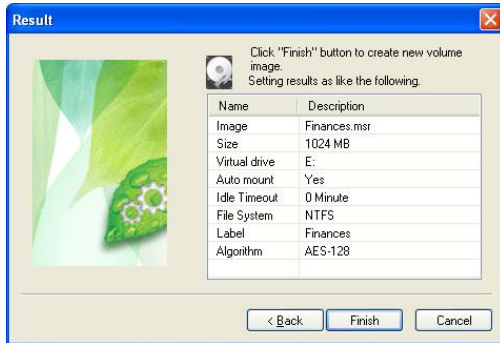 Result
Click "Finish" button to create new volume
image.
Setting results as like the following.
Name Description
Image Finances.msr
Size 1024 MB
Virtual drive E:
Auto mount Yes
Idle Timeout 0 Minute
File System NTFS
Label Finances
Algorithm AES-128
< Back Finish Cancel